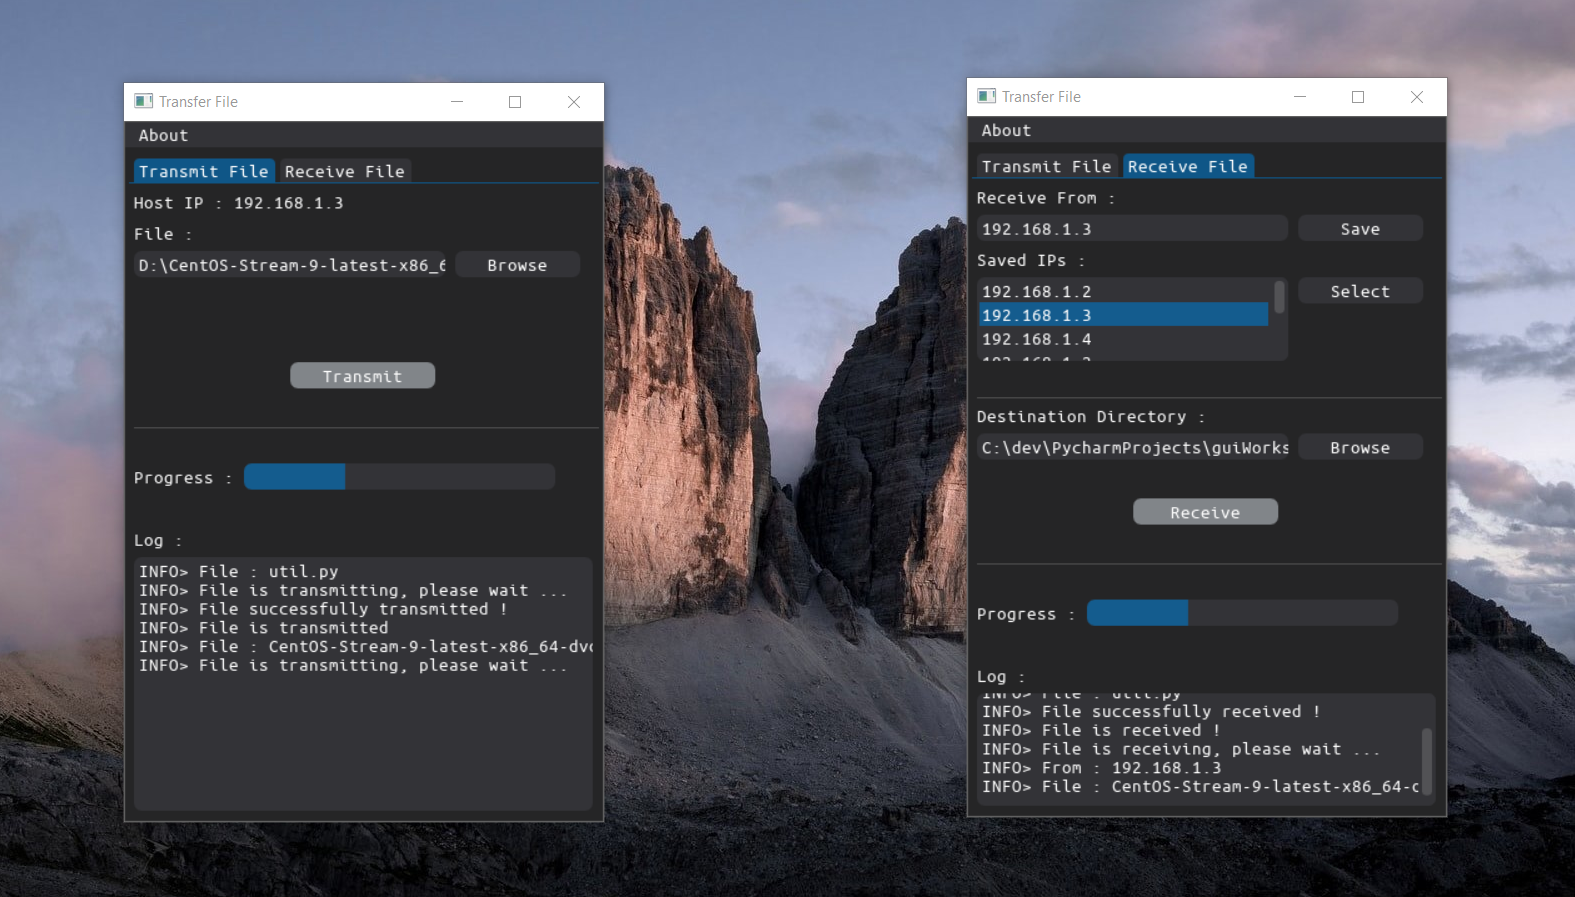 Transfer File
About
Transmit File Receive File
Host IP : 192.168.1.3
File :
D:\CentOS-Stream-9-latest-x86_6 Browse
Transmit
Progress :
Log :
INFO> File : util.py
INFO> File is transmitting, please wait ...
INFO> File successfully transmitted !
INFO> File is transmitted
INFO> File : CentOS-Stream-9-latest-x86_64-dvd
INFO> File is transmitting, please wait ...
Transfer File
About
Transmit File Receive File
Receive From :
192.168.1.3 Save
Saved IPs :
192.168.1.2 Select
192.168.1.3
192.168.1.4
Destination Directory :
C:\dev\PycharmProjects\guiWorks Browse
Receive
Progress :
Log :
INFO> File : util.py
INFO> File successfully received !
INFO> File is received !
INFO> File is receiving, please wait ...
INFO> From : 192.168.1.3
INFO> File : CentOS-Stream-9-latest-x86_64-d